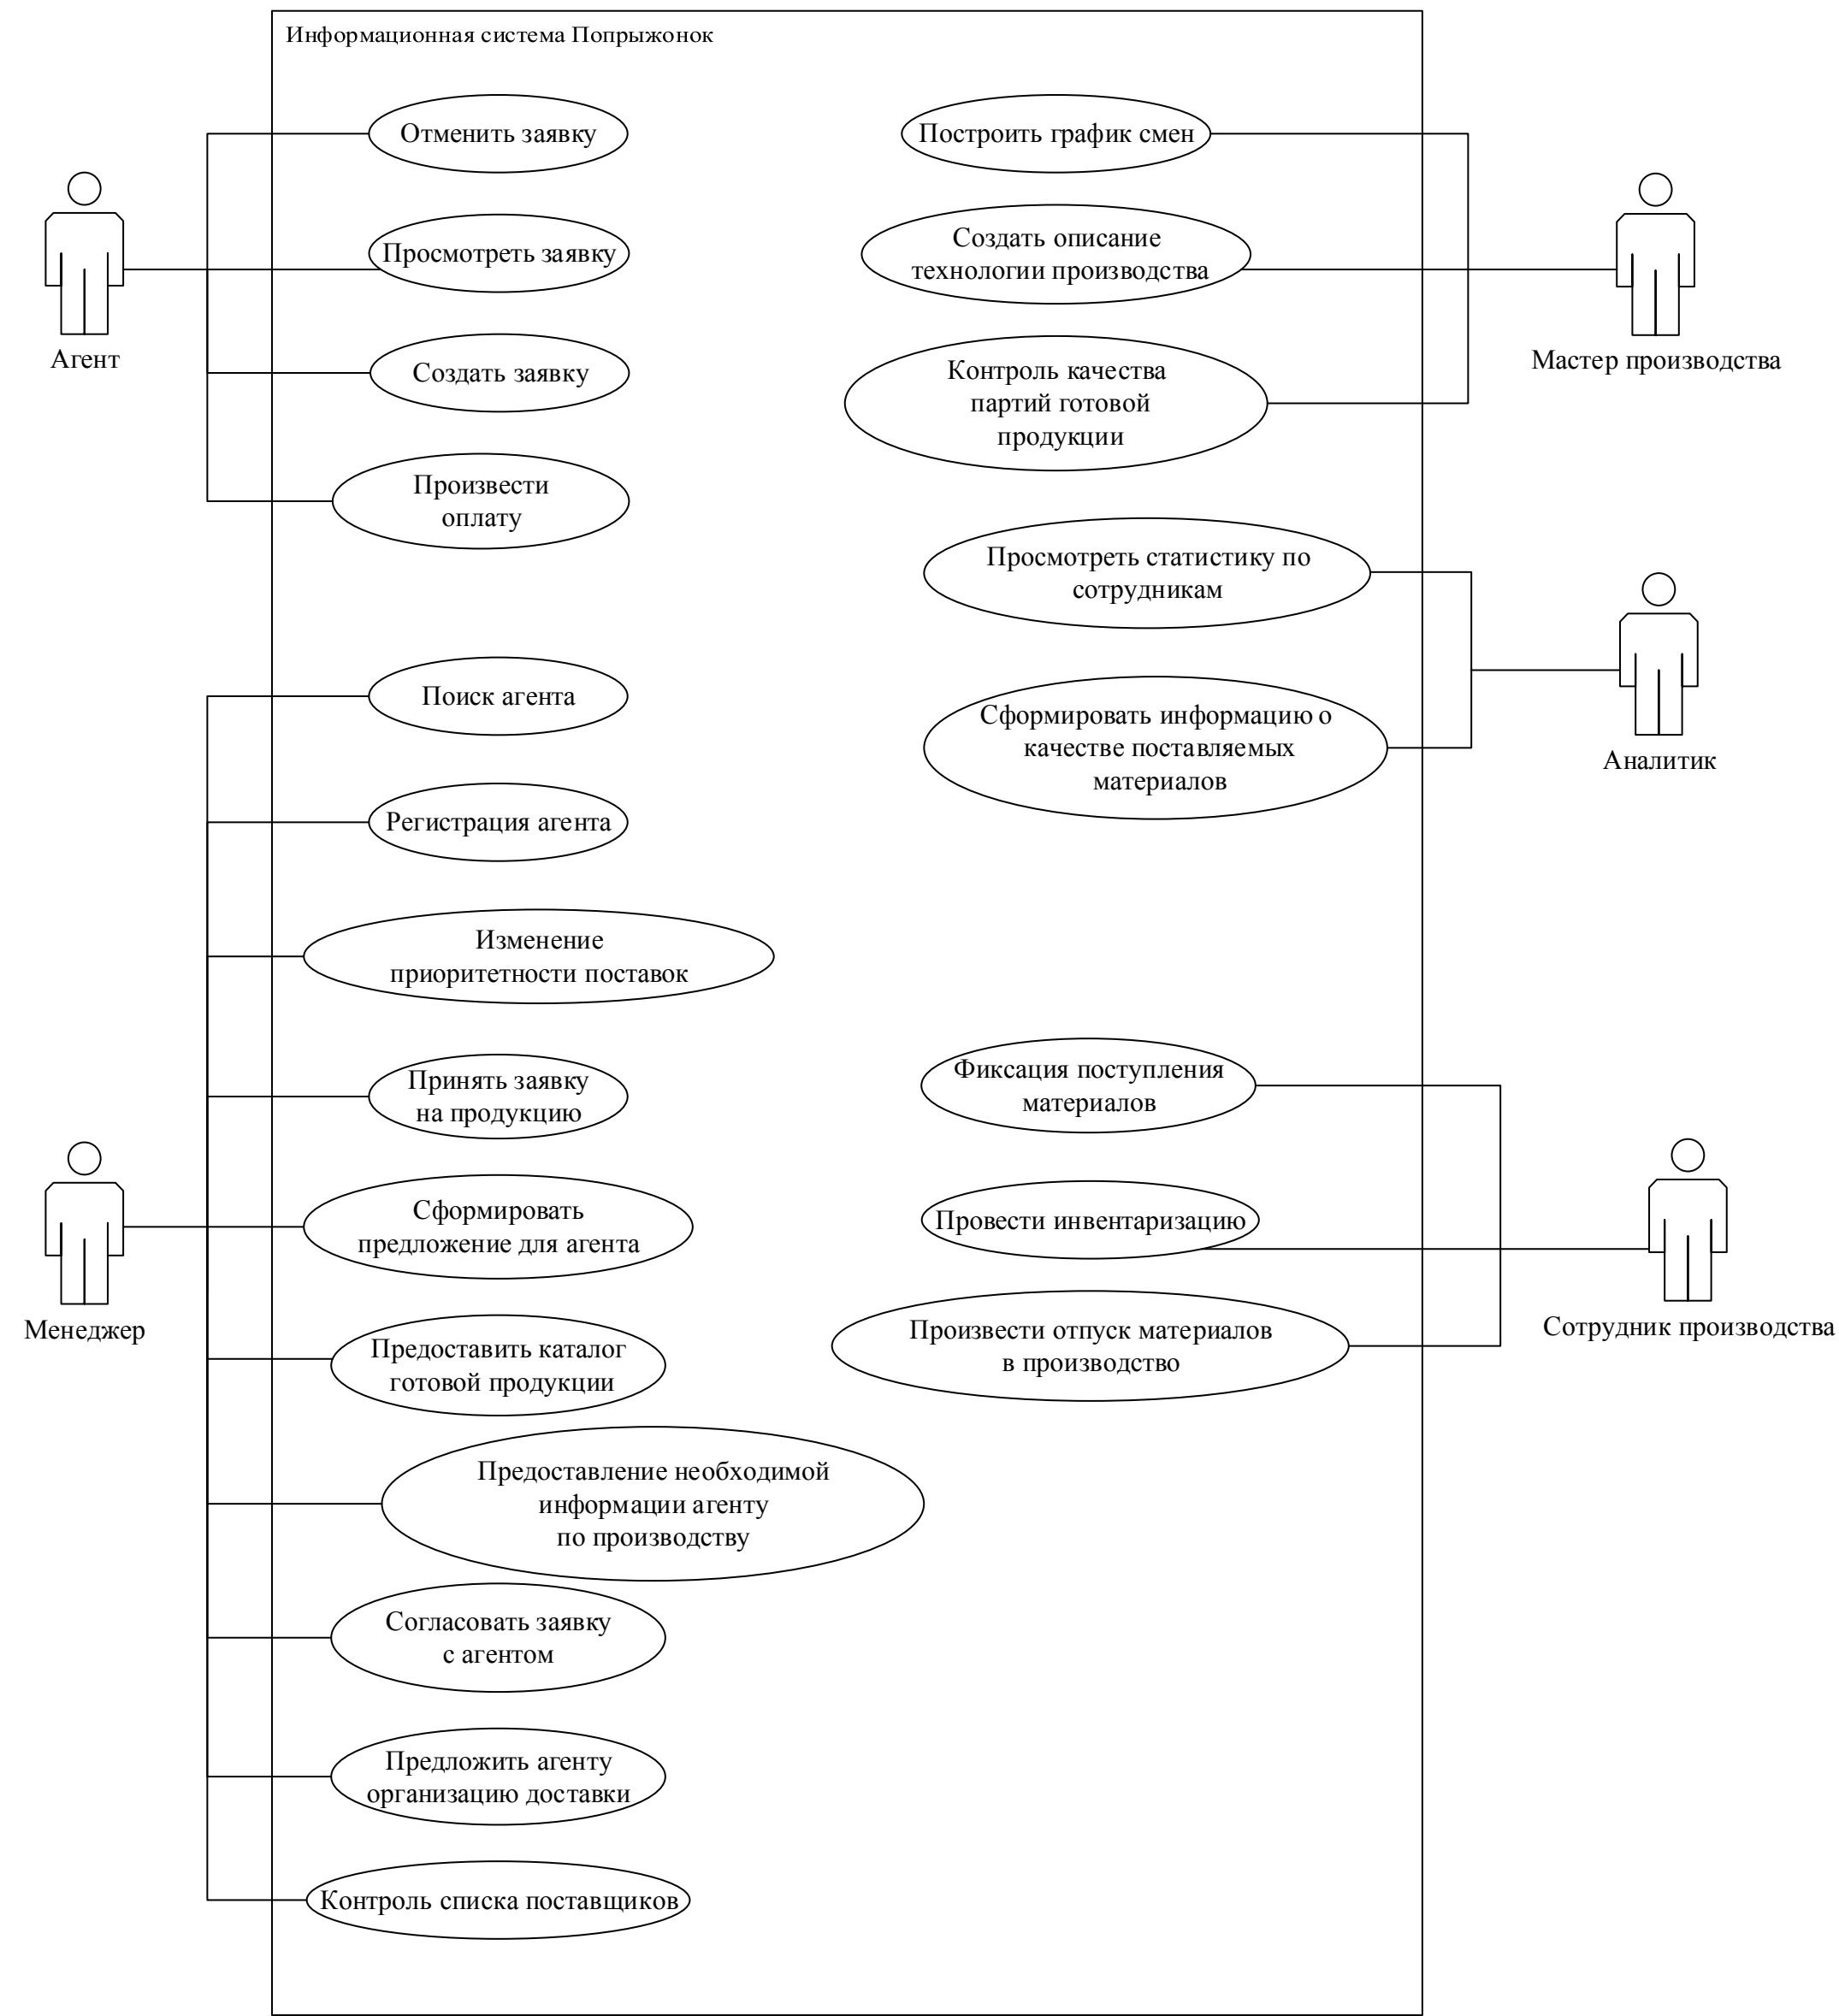 Информационная система Попрыжонок
Отменить заявку
Просмотреть заявку
Создать заявку
Произвести
оплату
Агент
Построить график смен
Создать описание
технологии производства
Контроль качества
партий готовой
продукции
Мастер производства
Просмотреть статистику по
сотрудникам
Сформировать информацию о
качестве поставляемых
материалов
Аналитик
Поиск агента
Регистрация агента
Изменение
приоритетности поставок
Принять заявку
на продукцию
Сформировать
предложение для агента
Предоставить каталог
готовой продукции
Предоставление необходимой
информации агенту
по производству
Согласовать заявку
с агентом
Предложить агенту
организацию доставки
Контроль списка поставщиков
Менеджер
Фиксация поступления
материалов
Провести инвентаризацию
Произвести отпуск материалов
в производство
Сотрудник производства